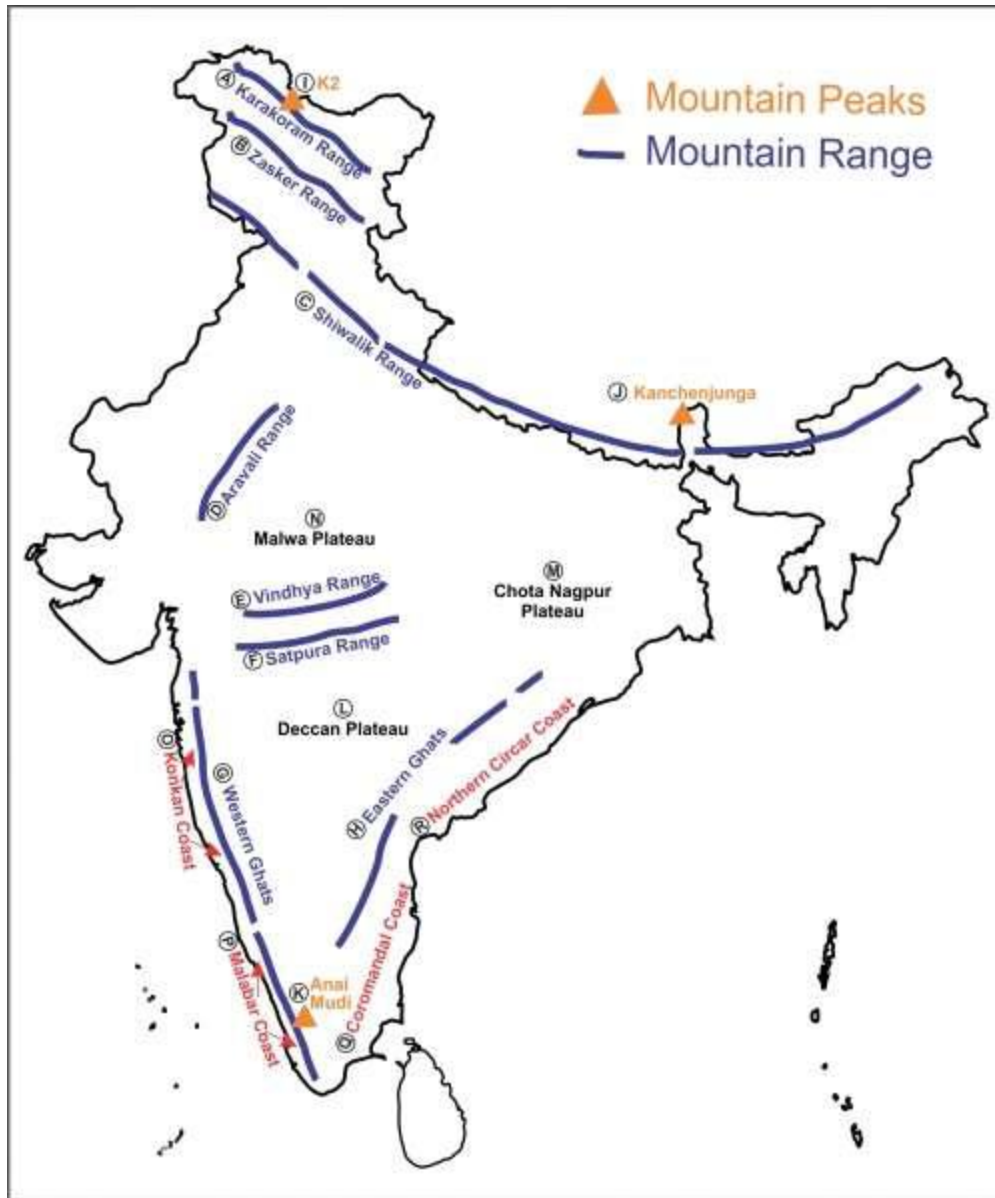 Ⓘ K2
Ⓐ Karakoram Range
Ⓑ Zasker Range
Mountain Peaks
Mountain Range
Ⓒ Shiwalik Range
Ⓙ Kanchenjunga
Ⓓ Aravali Range
Ⓝ
Malwa Plateau
Ⓜ
Chota Nagpur
Plateau
Ⓔ Vindhya Range
Ⓕ Satpura Range
Ⓛ
Deccan Plateau
Ⓞ Konkan Coast
Ⓖ Western Ghats
Ⓗ Eastern Ghats
Ⓡ Northern Circar Coast
Ⓟ Malabar Coast
Ⓚ Anai
Mudi
Ⓠ Coromandal Coast